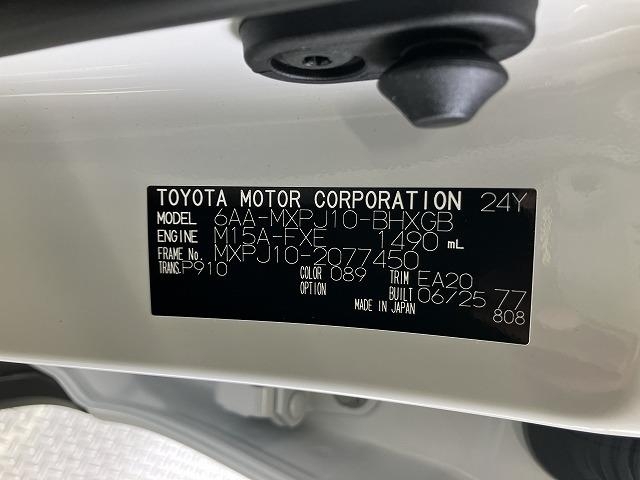 TOYOTA MOTOR CORPORATION 24Y
MODEL 6AA-MXPJ10-BHXGB
ENGINE M15A-FXE 1490 mL
FRAME No. MXPJ10-2077450
TRANS. P910 COLOR 089 TRIM EA20
OPTION BUILT 06/25 77
MADE IN JAPAN 808